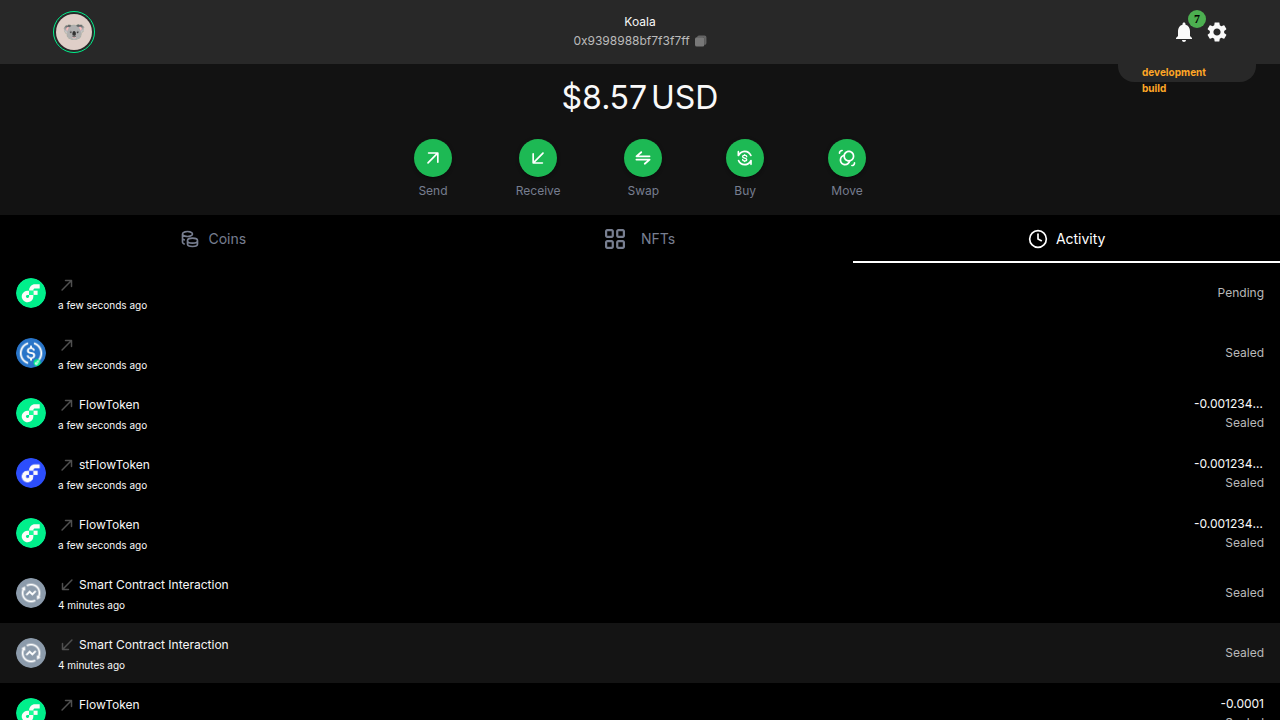 Koala
0x9398988bf7f3f7ff
7
development
build
$8.57 USD
Send
Receive
Swap
Buy
Move
Coins
NFTs
Activity
a few seconds ago
Pending
a few seconds ago
Sealed
FlowToken
-0.001234...
a few seconds ago
Sealed
stFlowToken
-0.001234...
a few seconds ago
Sealed
FlowToken
-0.001234...
a few seconds ago
Sealed
Smart Contract Interaction
4 minutes ago
Sealed
Smart Contract Interaction
4 minutes ago
Sealed
FlowToken
-0.0001